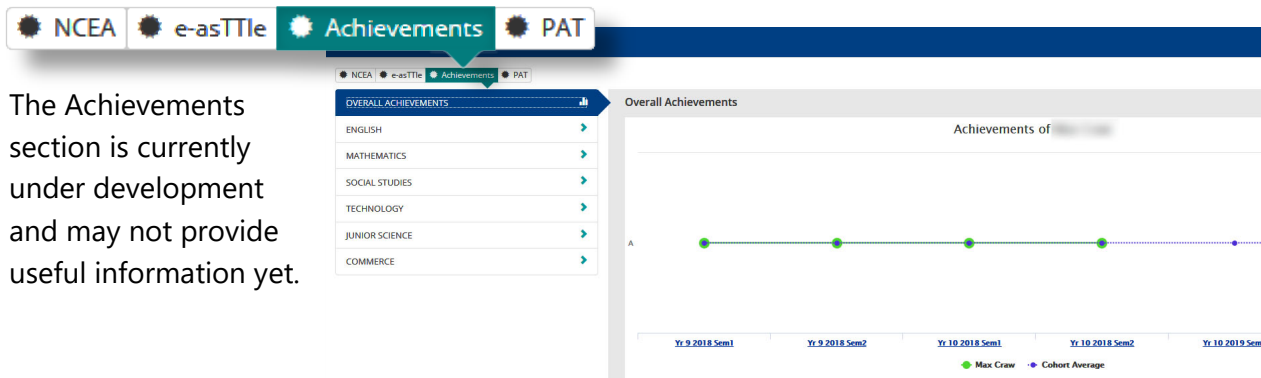 NCEA e-asTTle Achievements PAT
The Achievements
section is currently
under development
and may not provide
useful information yet.
NCEA e-asTTle Achievements PAT
OVERALL ACHIEVEMENTS
ENGLISH
MATHEMATICS
SOCIAL STUDIES
TECHNOLOGY
JUNIOR SCIENCE
COMMERCE
Overall Achievements
Achievements of
A
Yr 9 2018 Sem1 Yr 9 2018 Sem2 Yr 10 2018 Sem1 Yr 10 2018 Sem2 Yr 10 2019 Sem
Max Craw Cohort Average